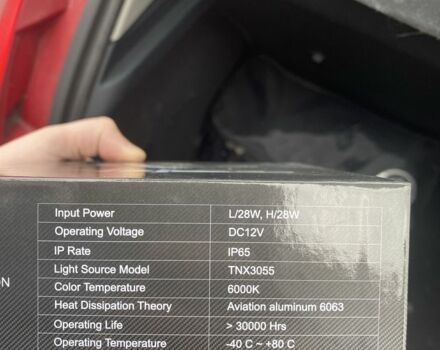 Input Power L/28W, H/28W
Operating Voltage DC12V
IP Rate IP65
Light Source Model TNX3055
Color Temperature 6000K
ON
Heat Dissipation Theory Aviation aluminum 6063
Operating Life > 30000 Hrs
Operating Temperature -40 C ~ +80 C